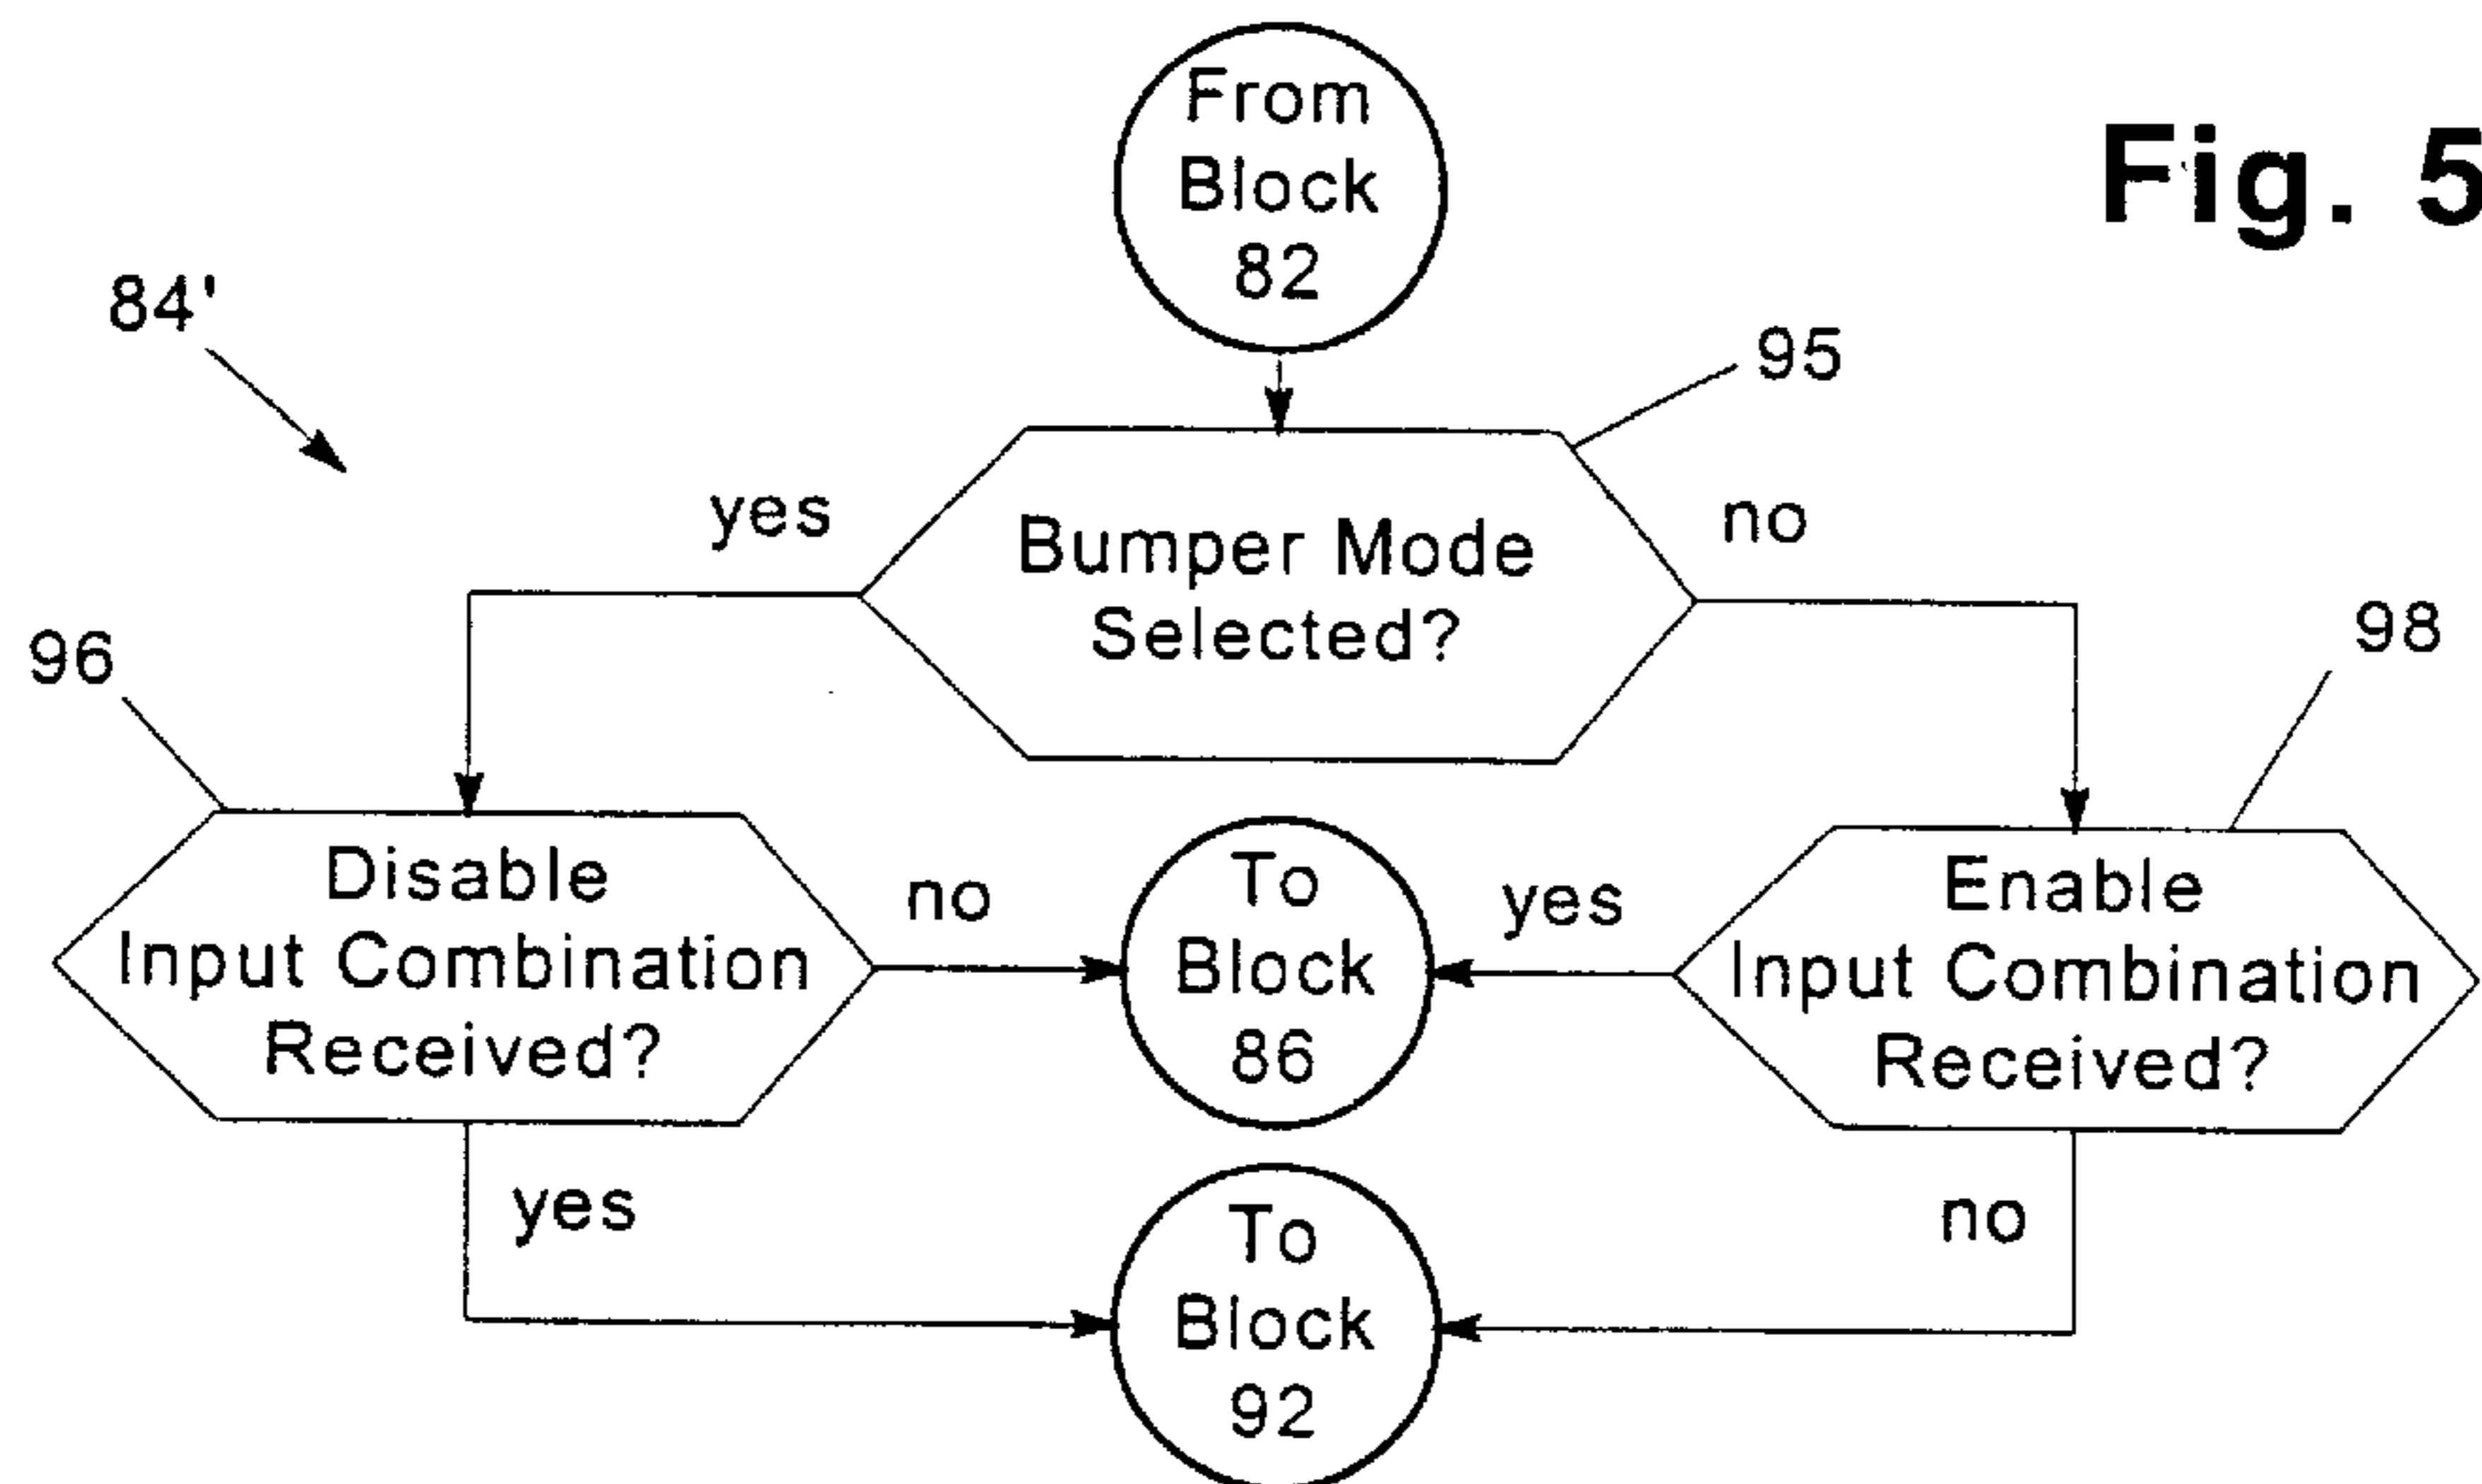 From
Block
82
Fig. 5
84'
95
yes
no
Bumper Mode
Selected?
96
98
Disable
Input Combination
Received?
no
To
Block
86
yes
Enable
Input Combination
Received?
yes
To
Block
92
no